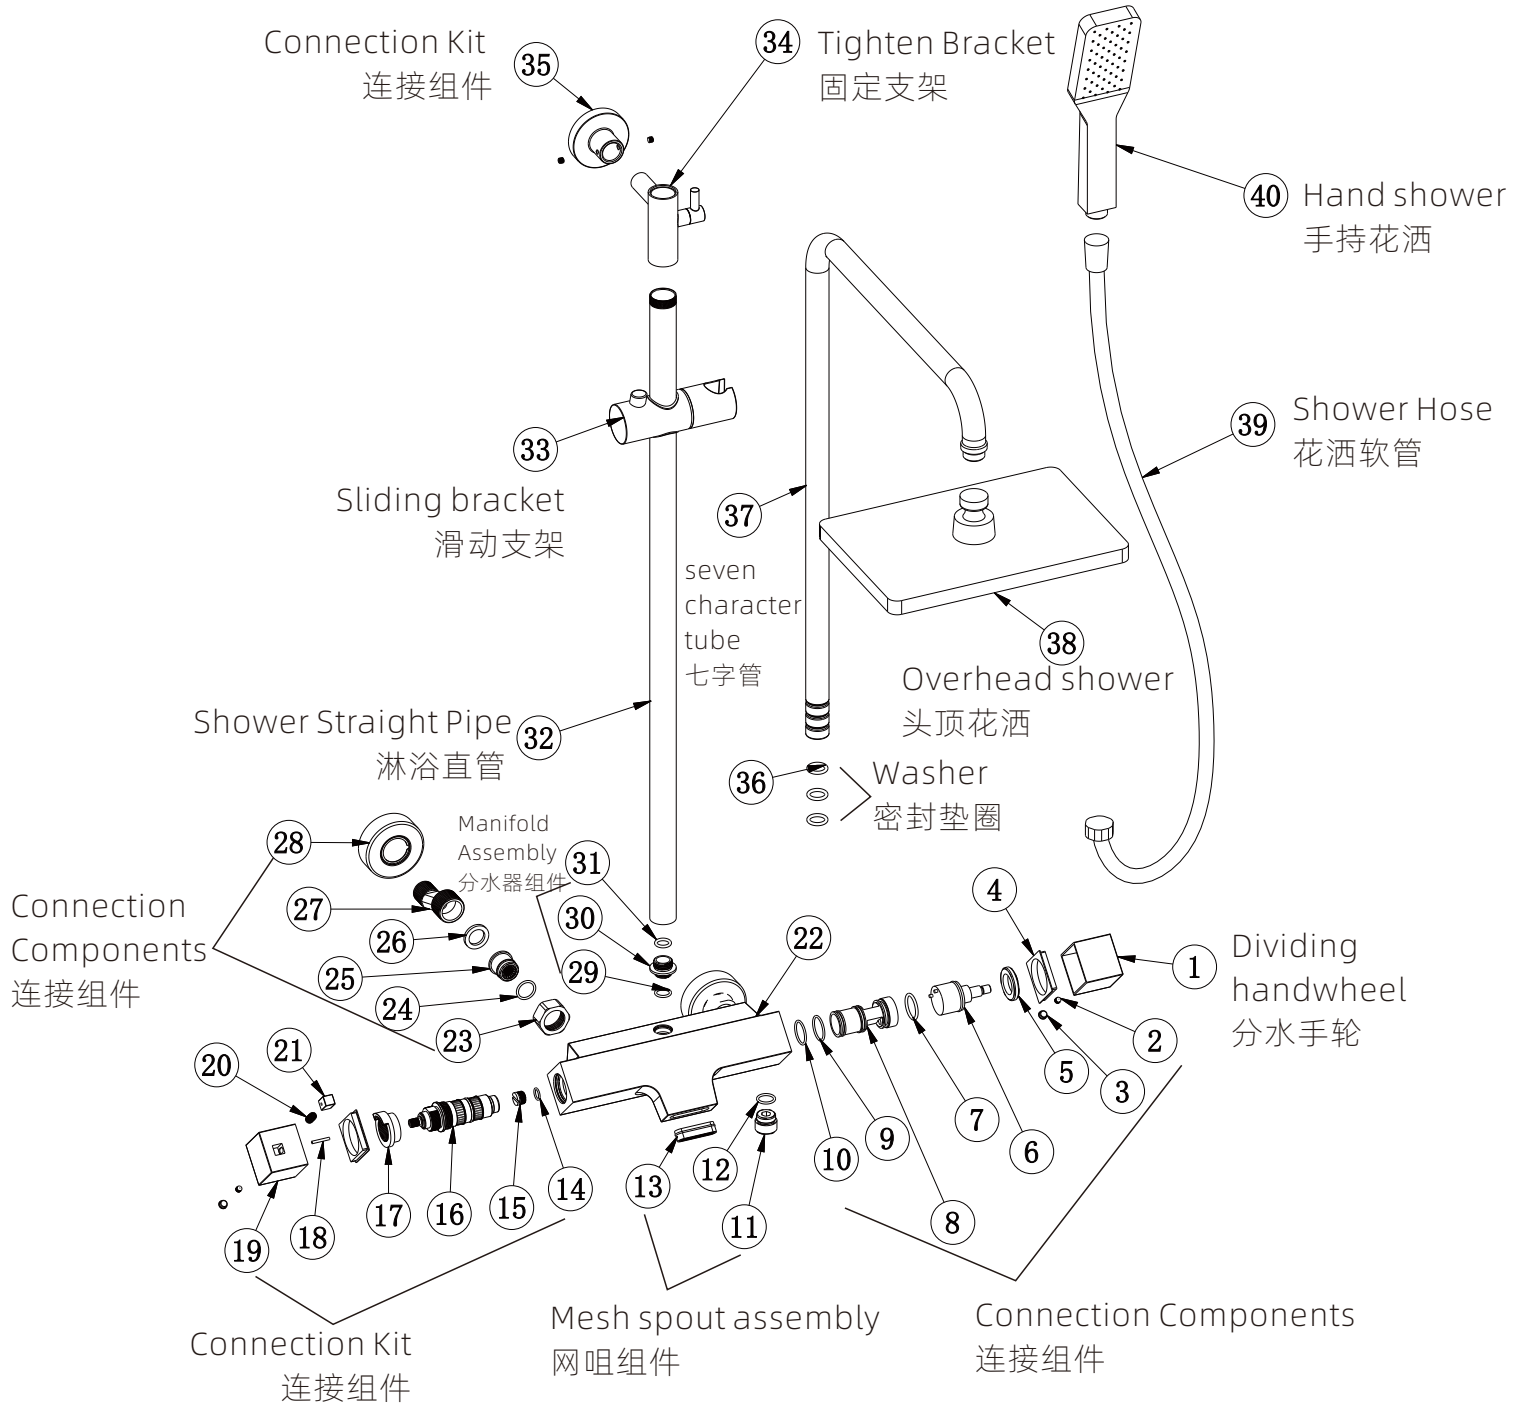 Connection Kit
连接组件
35
34
Tighten Bracket
固定支架
40
Hand shower
手持花洒
33
Sliding bracket
滑动支架
39
Shower Hose
花洒软管
37
seven
character
tube
七字管
38
Overhead shower
头顶花洒
Shower Straight Pipe
淋浴直管
32
36
Washer
密封垫圈
28
27
26
25
24
23
Connection
Components
连接组件
Manifold
Assembly
分水器组件
31
30
29
22
4
1
Dividing
handwheel
分水手轮
2
3
5
6
7
8
9
10
20
21
19
18
17
16
15
14
13
12
11
Connection Kit
连接组件
Mesh spout assembly
网咀组件
Connection Components
连接组件